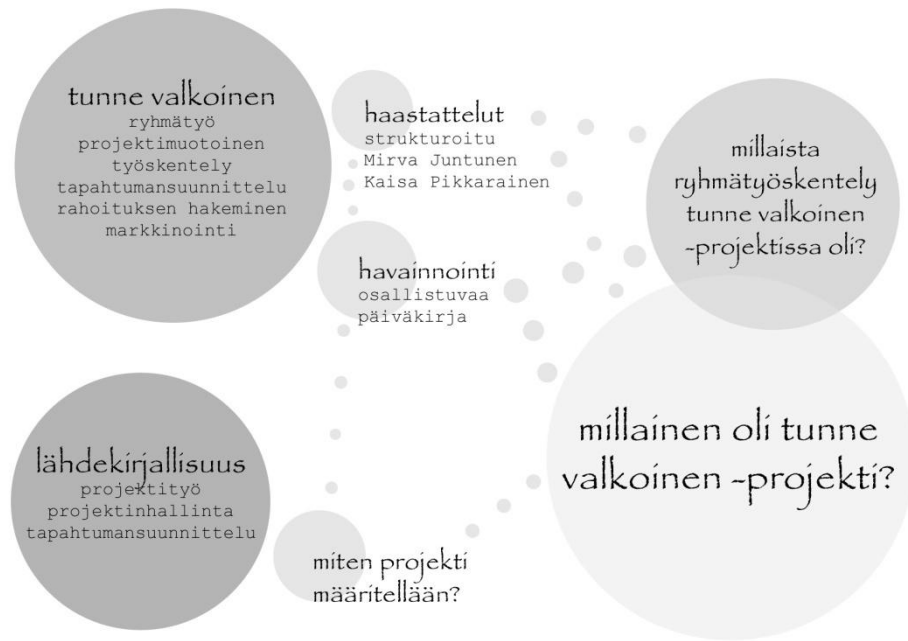 tunne valkoinen
ryhmätyö
projektimuotoinen
työskentely
tapahtumansuunnittelu
rahoituksen hakeminen
markkinointi
haastattelut
strukturoitu
Mirva Juntunen
Kaisa Pikkarainen
havainnointi
osallistuvaa
päiväkirja
millaista
ryhmätyöskentely
tunne valkoinen
-projektissa oli?
lähdekirjallisuus
projektityö
projektinhallinta
tapahtumansuunnittelu
miten projekti
määritellään?
millainen oli tunne
valkoinen -projekti?